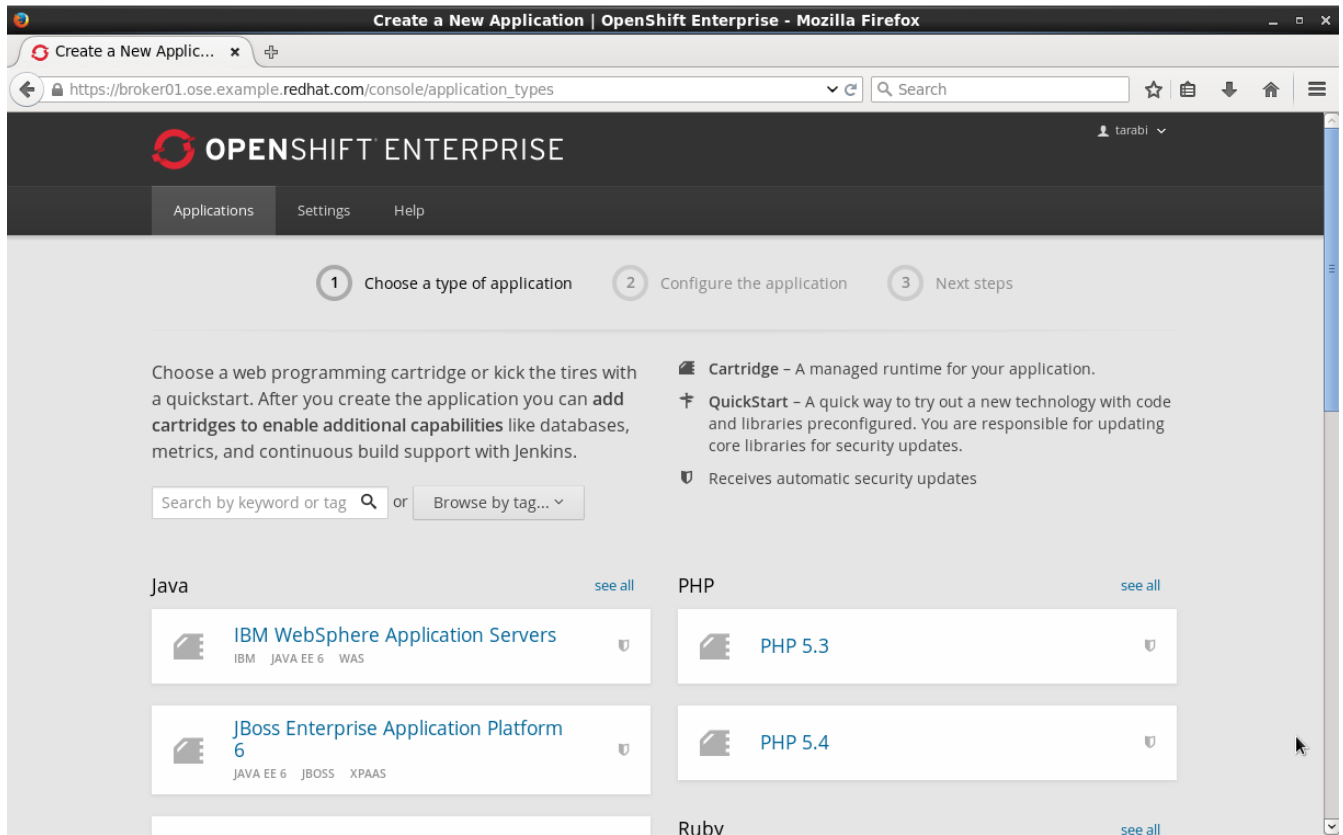 Create a New Application | OpenShift Enterprise - Mozilla Firefox
Create a New Applic...
https://broker01.ose.example.redhat.com/console/application_types
Search
OPENSHIFT ENTERPRISE
tarabi
Applications Settings Help
1 Choose a type of application 2 Configure the application 3 Next steps
Choose a web programming cartridge or kick the tires with
a quickstart. After you create the application you can add
cartridges to enable additional capabilities like databases,
metrics, and continuous build support with Jenkins.
Search by keyword or tag or Browse by tag...
Cartridge – A managed runtime for your application.
QuickStart – A quick way to try out a new technology with code
and libraries preconfigured. You are responsible for updating
core libraries for security updates.
Receives automatic security updates
Java see all
IBM WebSphere Application Servers
IBM JAVA EE 6 WAS
JBoss Enterprise Application Platform
6
JAVA EE 6 JBOSS XPAAS
PHP see all
PHP 5.3
PHP 5.4
Ruby see all